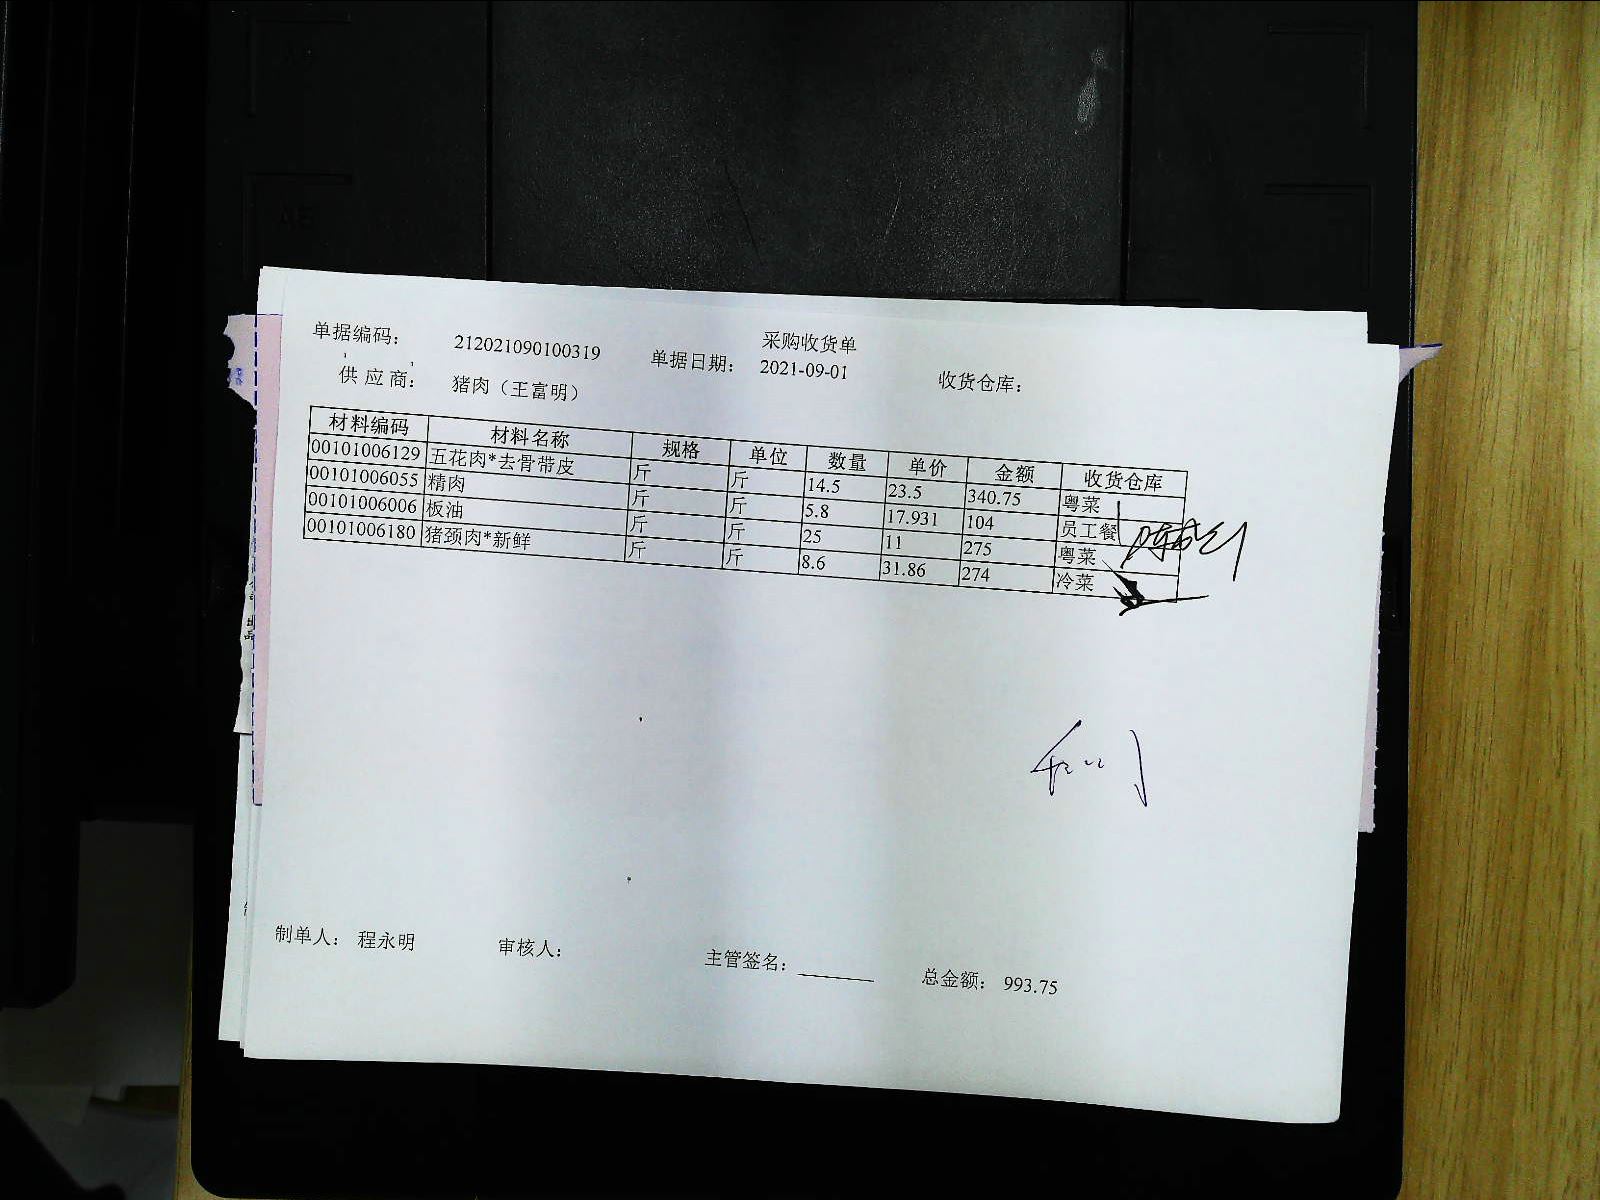 采购收货单
单据编码： 212021090100319 单据日期： 2021-09-01 收货仓库：
供应商： 猪肉（王富明）
材料编码 材料名称 规格 单位 数量 单价 金额 收货仓库
00101006129 五花肉*去骨带皮 斤 斤 14.5 23.5 340.75 粤菜
00101006055 精肉 斤 斤 5.8 17.931 104 员工餐
00101006006 板油 斤 斤 25 11 275 粤菜
00101006180 猪颈肉*新鲜 斤 斤 8.6 31.86 274 冷菜
制单人： 程永明 审核人： 主管签名： 总金额： 993.75